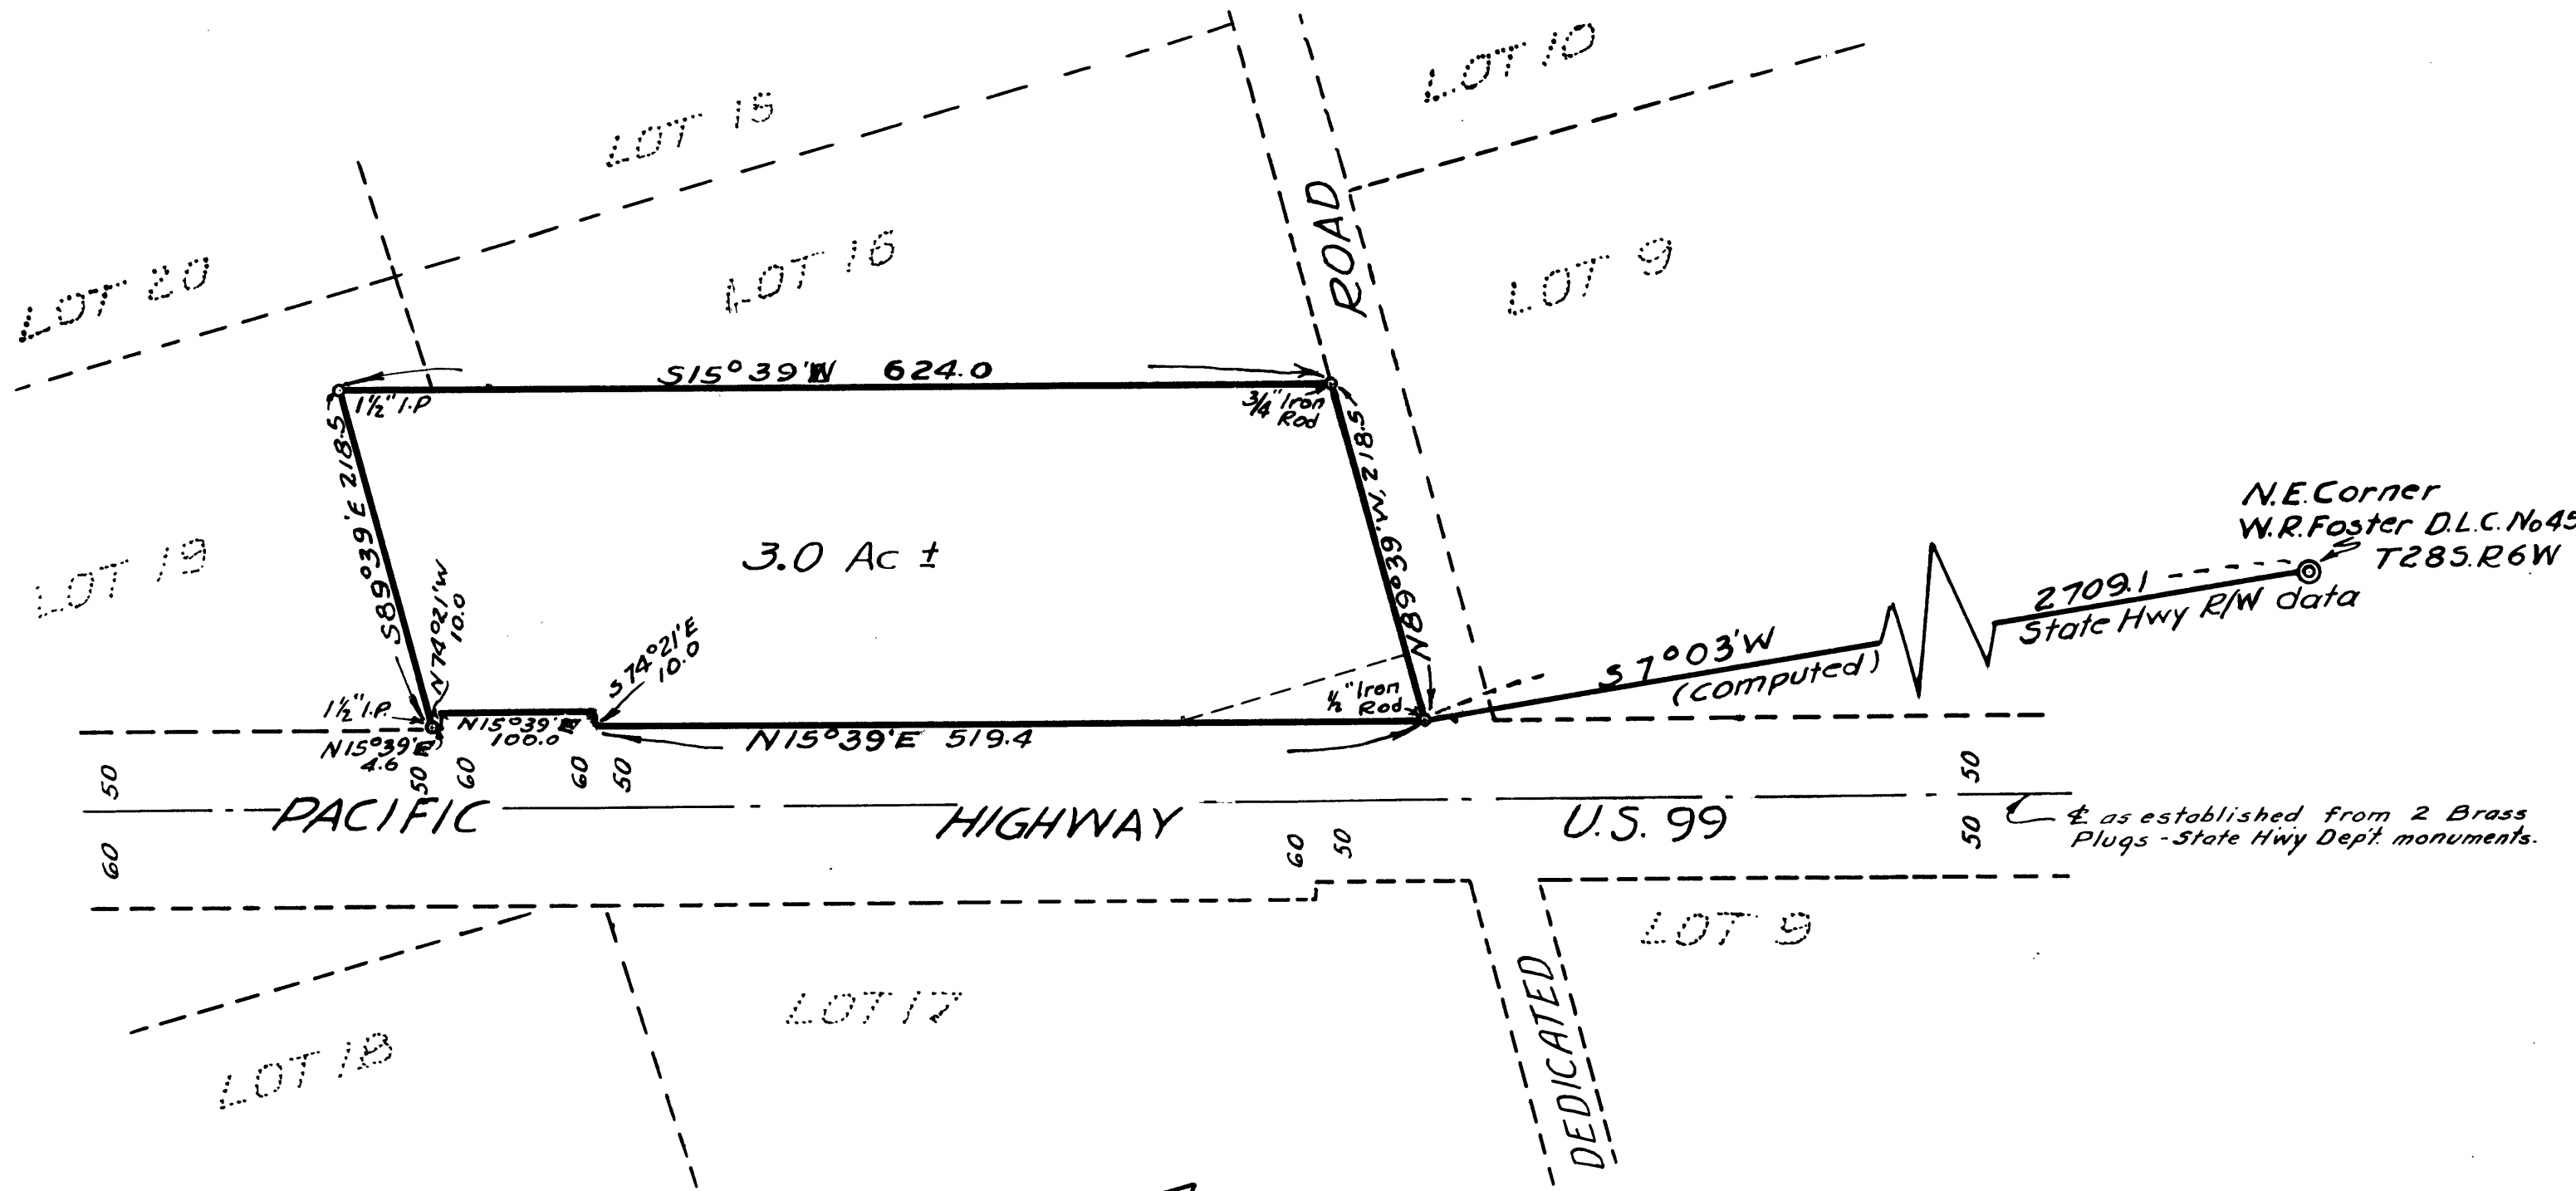 LOT 10
LOT 15
ROAD
LOT 16
LOT 9
LOT 20
S15°39'W 624.0
1½" I.P
3/4" Iron
Rod
S89°39'E 218.5
N89°39'W, 218.5
LOT 19
3.0 Ac ±
N.E. Corner
W.R. Foster D.L.C. No 45
T28S. R6W
2709.1
State Hwy R/W data
S 7°03'W
(computed)
N74°21'W
10.0
S74°21'E
10.0
1½" I.P.
½" Iron
Rod
N15°39'E
4.6
N15°39'E
100.0
N15°39'E 519.4
50
60
50
60
60
50
50
50
PACIFIC HIGHWAY U.S. 99
℄ as established from 2 Brass
Plugs - State Hwy Dept. monuments.
60
50
LOT 9
LOT 17
LOT 18
DEDICATED